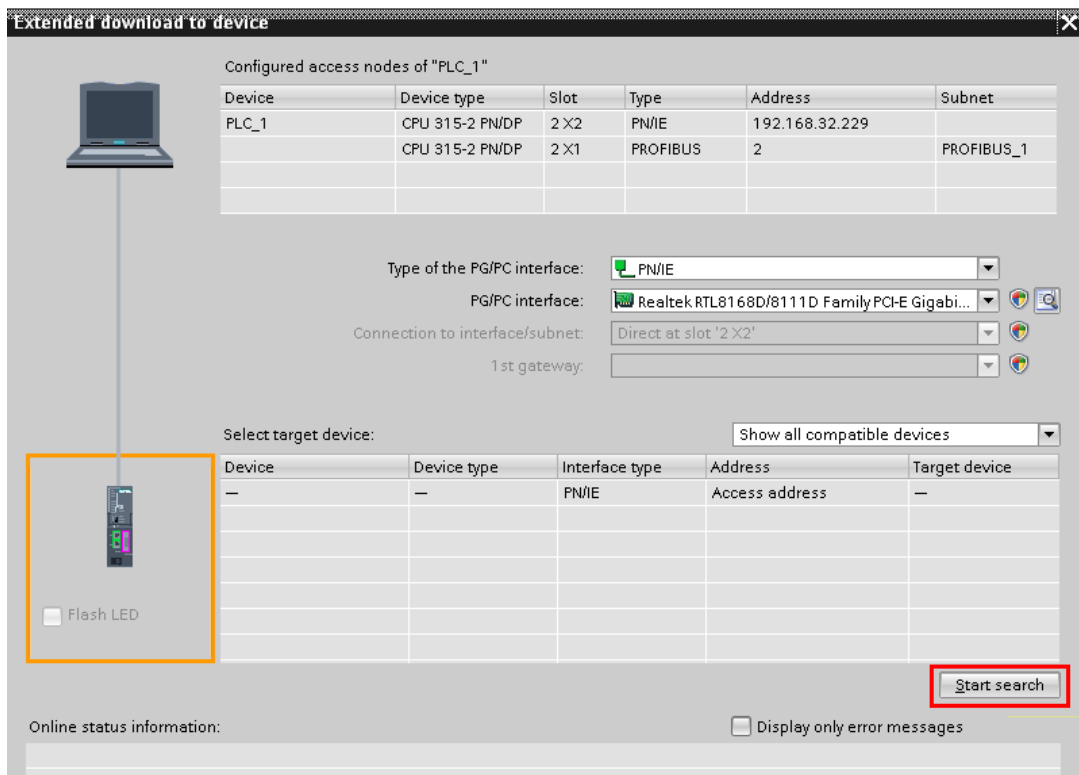 Extended download to device
Configured access nodes of "PLC_1"
Device Device type Slot Type Address Subnet
PLC_1 CPU 315-2 PN/DP 2 X2 PN/IE 192.168.32.229
CPU 315-2 PN/DP 2 X1 PROFIBUS 2 PROFIBUS_1
Type of the PG/PC interface: PN/IE
PG/PC interface: Realtek RTL8168D/8111D Family PCI-E Gigabi...
Connection to interface/subnet: Direct at slot '2 X2'
1st gateway:
Select target device: Show all compatible devices
Device Device type Interface type Address Target device
— — PN/IE Access address —
Flash LED
Start search
Online status information: Display only error messages